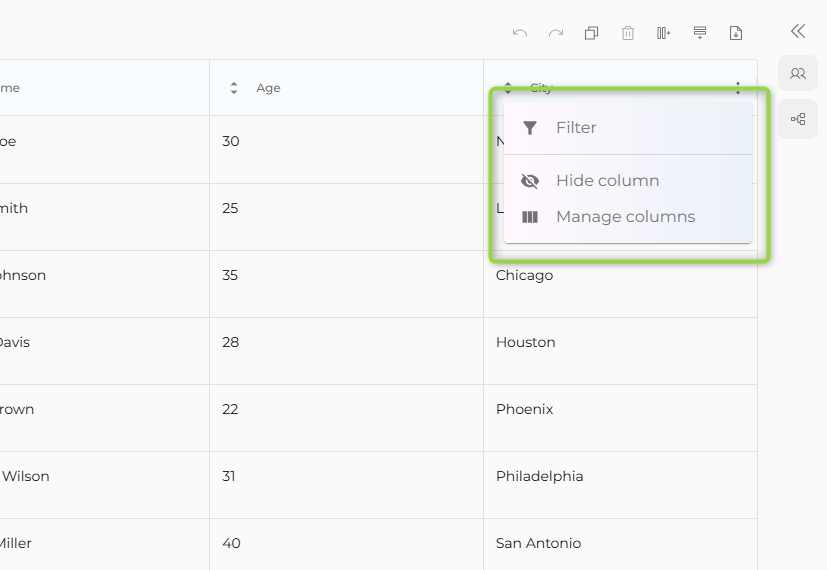 me Age City
oe 30 N
Filter
mith 25 L
Hide column
Manage columns
ohnson 35 Chicago
Davis 28 Houston
rown 22 Phoenix
Wilson 31 Philadelphia
Miller 40 San Antonio